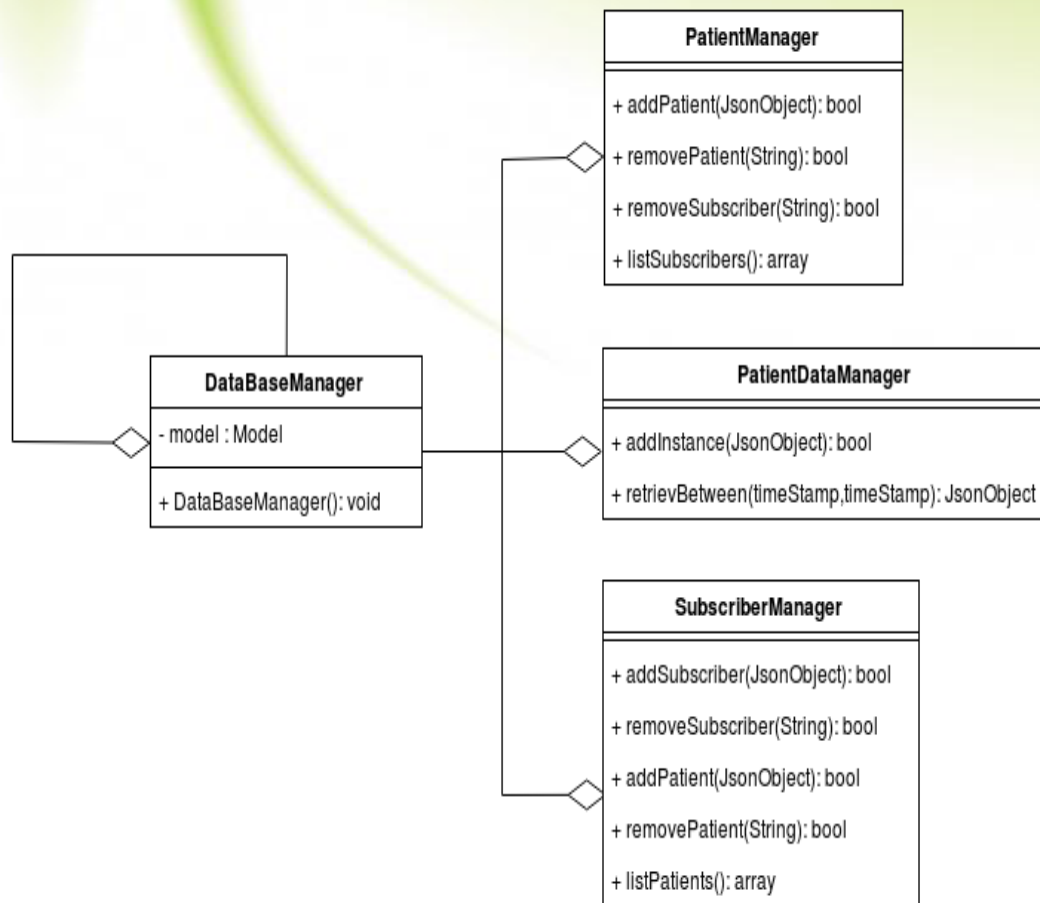 PatientManager
+ addPatient(JsonObject): bool
+ removePatient(String): bool
+ removeSubscriber(String): bool
+ listSubscribers(): array
DataBaseManager
- model : Model
+ DataBaseManager(): void
PatientDataManager
+ addInstance(JsonObject): bool
+ retrievBetween(timeStamp,timeStamp): JsonObject
SubscriberManager
+ addSubscriber(JsonObject): bool
+ removeSubscriber(String): bool
+ addPatient(JsonObject): bool
+ removePatient(String): bool
+ listPatients(): array